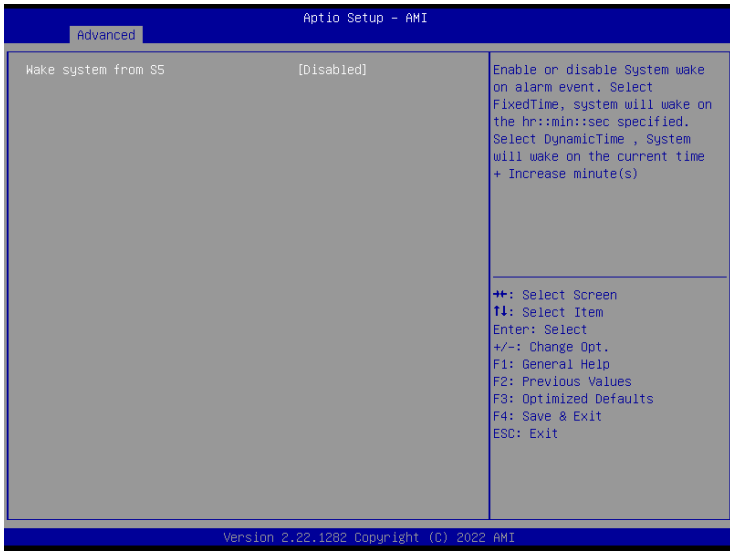 Aptio Setup – AMI
Advanced
Wake system from S5 [Disabled]
Enable or disable System wake
on alarm event. Select
FixedTime, system will wake on
the hr::min::sec specified.
Select DynamicTime , System
will wake on the current time
+ Increase minute(s)
→←: Select Screen
↑↓: Select Item
Enter: Select
+/-: Change Opt.
F1: General Help
F2: Previous Values
F3: Optimized Defaults
F4: Save & Exit
ESC: Exit
Version 2.22.1282 Copyright (C) 2022 AMI